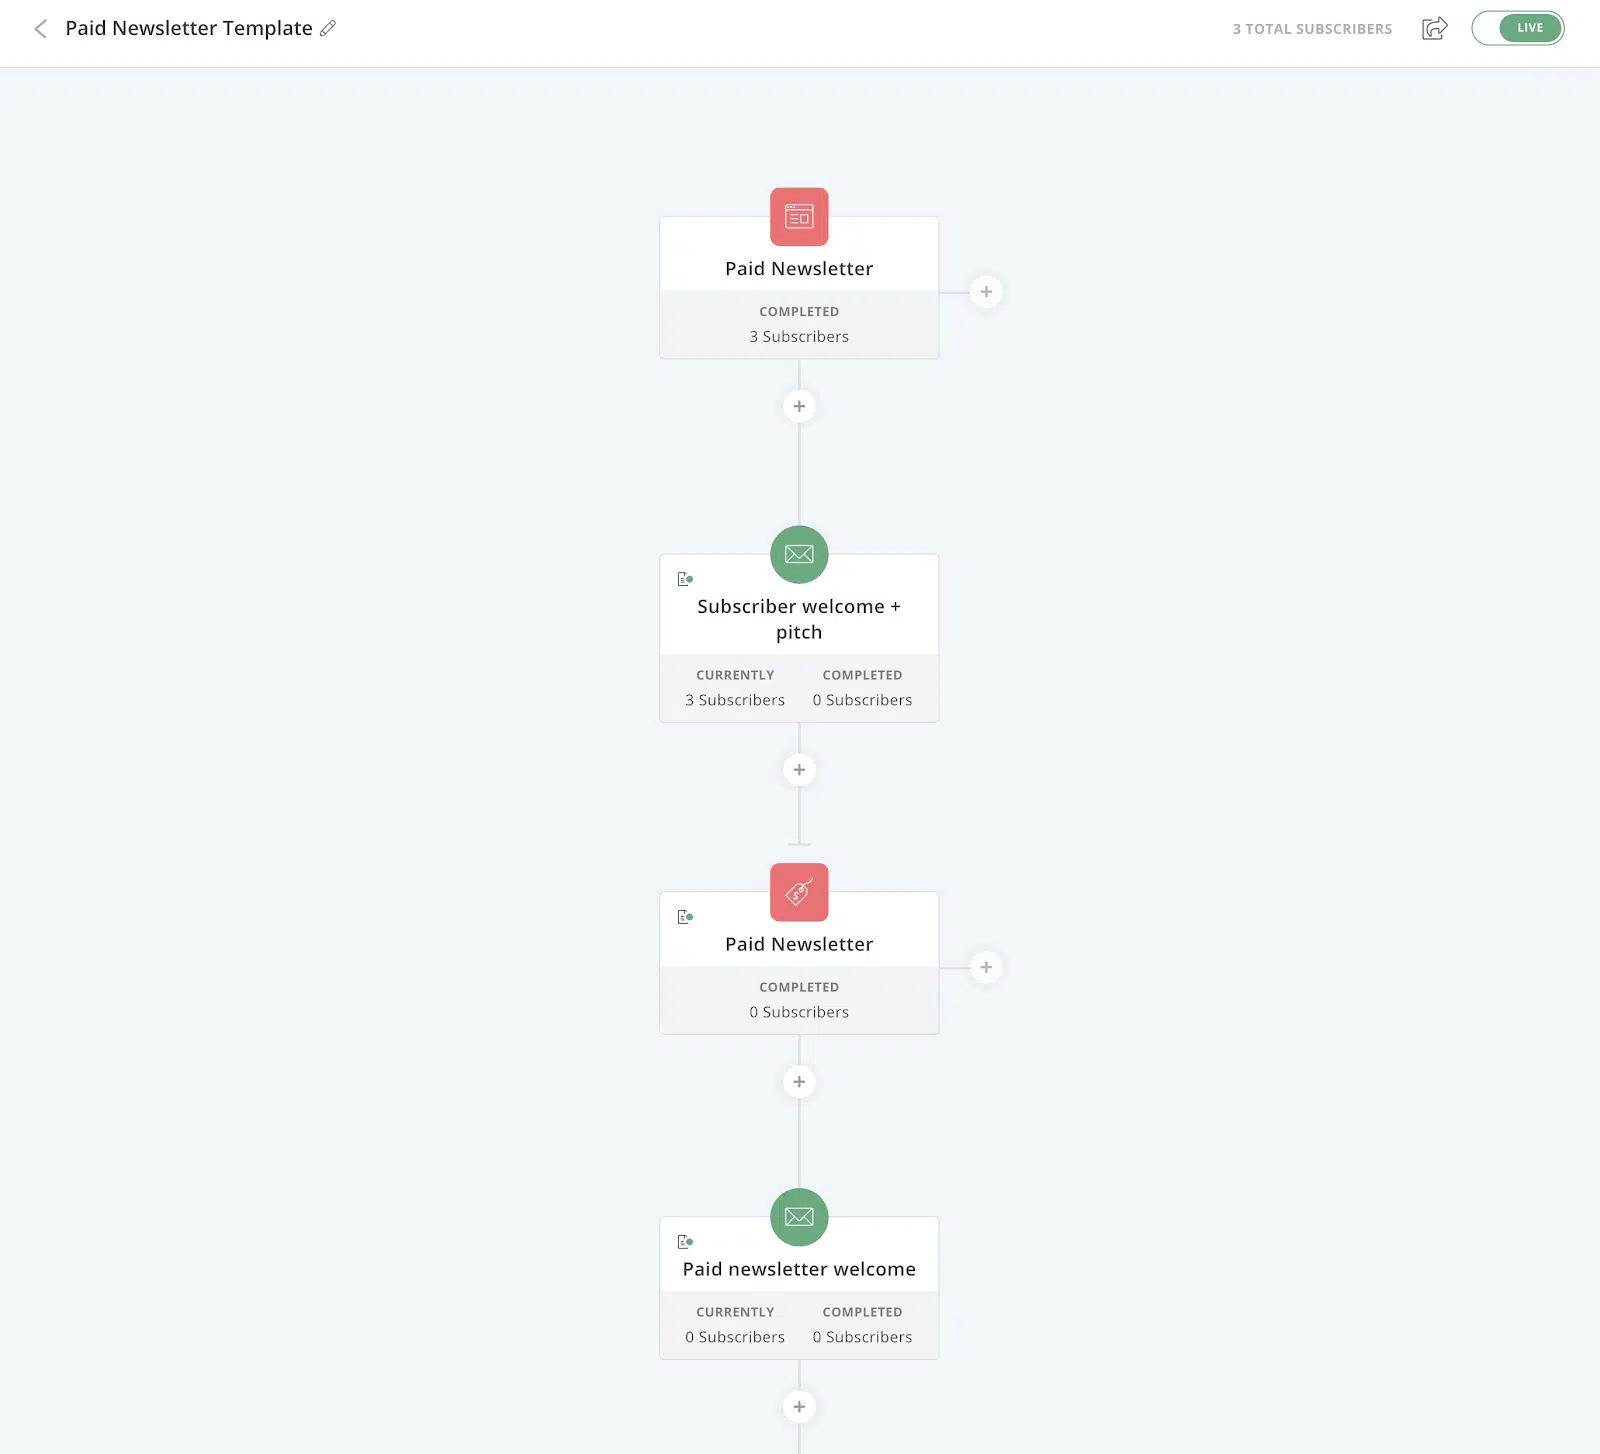 Paid Newsletter Template
3 TOTAL SUBSCRIBERS
LIVE
Paid Newsletter
COMPLETED
3 Subscribers
Subscriber welcome +
pitch
CURRENTLY COMPLETED
3 Subscribers 0 Subscribers
Paid Newsletter
COMPLETED
0 Subscribers
Paid newsletter welcome
CURRENTLY COMPLETED
0 Subscribers 0 Subscribers